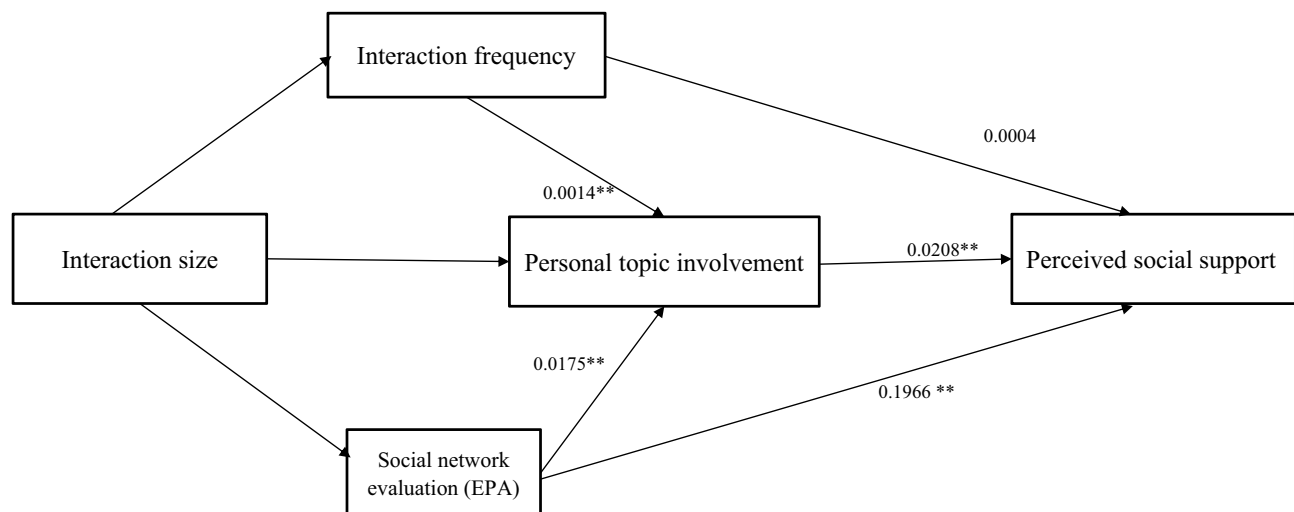 Interaction frequency
0.0004
0.0014**
Interaction size
Personal topic involvement
0.0208**
Perceived social support
0.0175**
0.1966 **
Social network
evaluation (EPA)